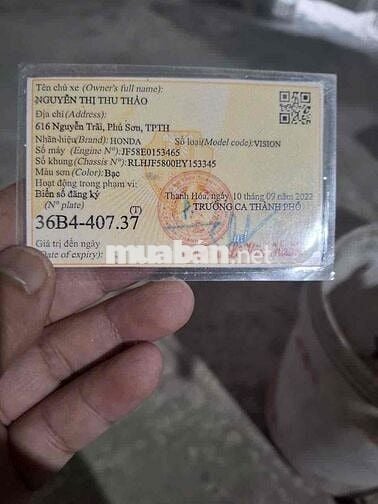 Tên chủ xe (Owner's full name):
NGUYỄN THỊ THU THẢO
Địa chỉ (Address):
616 Nguyễn Trãi, Phú Sơn, TPTH
Nhãn hiệu(Brand): HONDA Số loại(Model code):VISION
Số máy (Engine N°): JF58E0153465
Số khung(Chassis N°): RLHJF5800EY153345
Màu sơn (Color): Bạc
Hoạt động trong phạm vi:
Biển số đăng ký
(N° plate)
Thanh Hóa, ngày 10 tháng 09 năm 2022
TRƯỞNG CA THÀNH PHỐ
36B4-407.37
(T)
Giá trị đến ngày
Date of expiry):
muaban.net